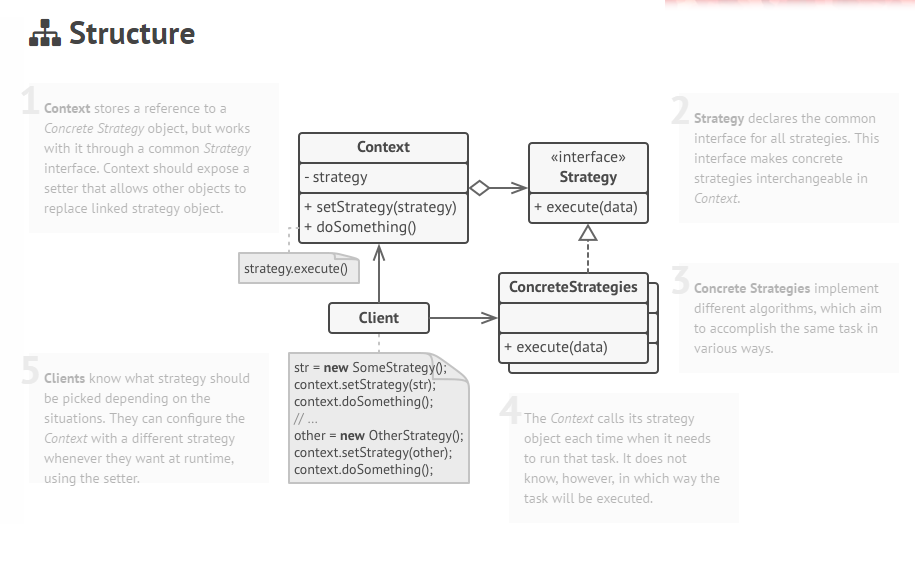 Structure
1
Context stores a reference to a
Concrete Strategy object, but works
with it through a common Strategy
interface. Context should expose a
setter that allows other objects to
replace linked strategy object.
2
Strategy declares the common
interface for all strategies. This
interface makes concrete
strategies interchangeable in
Context.
Context
- strategy
+ setStrategy(strategy)
+ doSomething()
«interface»
Strategy
+ execute(data)
strategy.execute()
ConcreteStrategies
+ execute(data)
3
Concrete Strategies implement
different algorithms, which aim
to accomplish the same task in
various ways.
Client
str = new SomeStrategy();
context.setStrategy(str);
context.doSomething();
// ...
other = new OtherStrategy();
context.setStrategy(other);
context.doSomething();
4
The Context calls its strategy
object each time when it needs
to run that task. It does not
know, however, in which way the
task will be executed.
5
Clients know what strategy should
be picked depending on the
situations. They can configure the
Context with a different strategy
whenever they want at runtime,
using the setter.